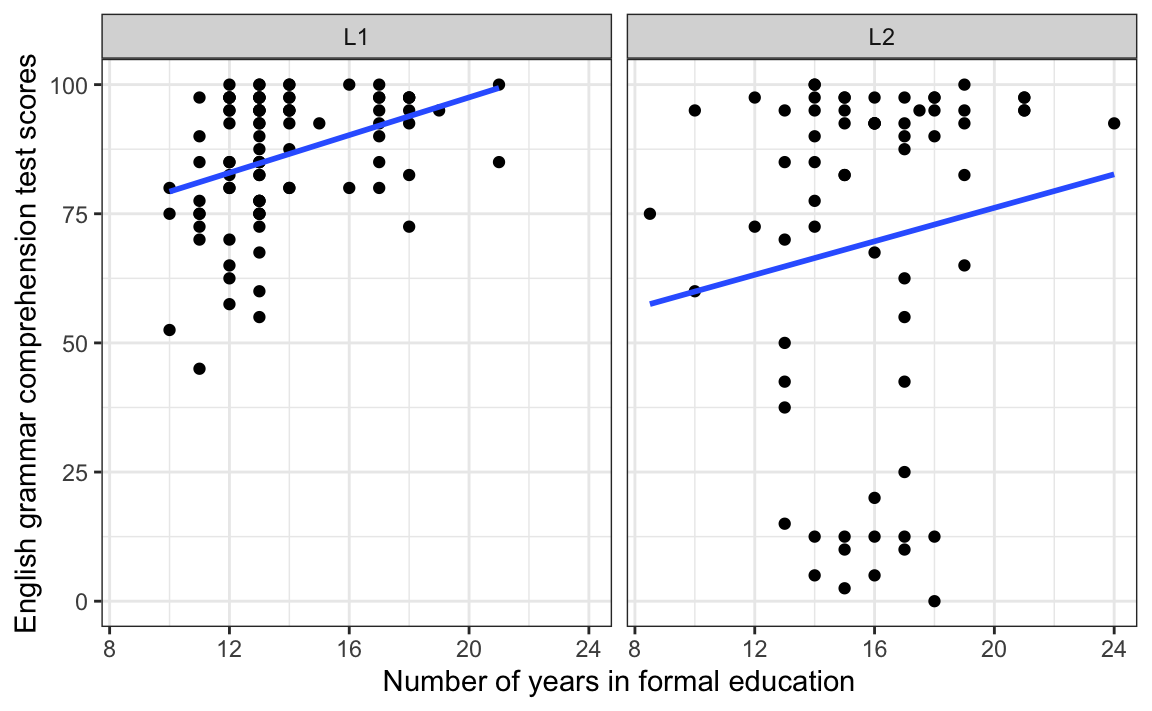 L1
L2
English grammar comprehension test scores
100
75
50
25
0
8 12 16 20 24
8 12 16 20 24
Number of years in formal education